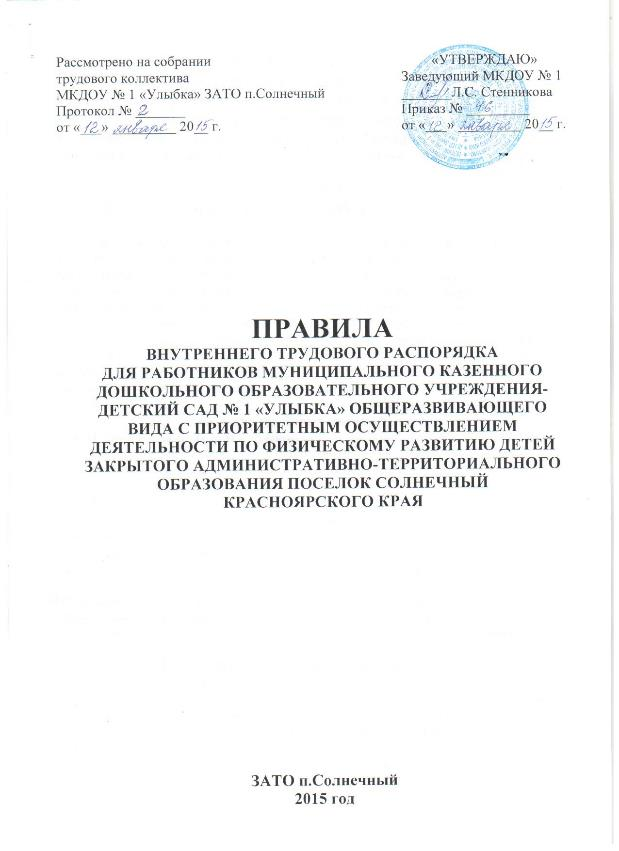 Рассмотрено на собрании
трудового коллектива
МКДОУ № 1 «Улыбка» ЗАТО п.Солнечный
Протокол № 2
от «12» января 2015 г.
«УТВЕРЖДАЮ»
Заведующий МКДОУ № 1
Л.С. Стенникова
Приказ № 46
от «12» января 2015 г.
ПРАВИЛА
ВНУТРЕННЕГО ТРУДОВОГО РАСПОРЯДКА
ДЛЯ РАБОТНИКОВ МУНИЦИПАЛЬНОГО КАЗЕННОГО
ДОШКОЛЬНОГО ОБРАЗОВАТЕЛЬНОГО УЧРЕЖДЕНИЯ-
ДЕТСКИЙ САД № 1 «УЛЫБКА» ОБЩЕРАЗВИВАЮЩЕГО
ВИДА С ПРИОРИТЕТНЫМ ОСУЩЕСТВЛЕНИЕМ
ДЕЯТЕЛЬНОСТИ ПО ФИЗИЧЕСКОМУ РАЗВИТИЮ ДЕТЕЙ
ЗАКРЫТОГО АДМИНИСТРАТИВНО-ТЕРРИТОРИАЛЬНОГО
ОБРАЗОВАНИЯ ПОСЕЛОК СОЛНЕЧНЫЙ
КРАСНОЯРСКОГО КРАЯ
ЗАТО п.Солнечный
2015 год